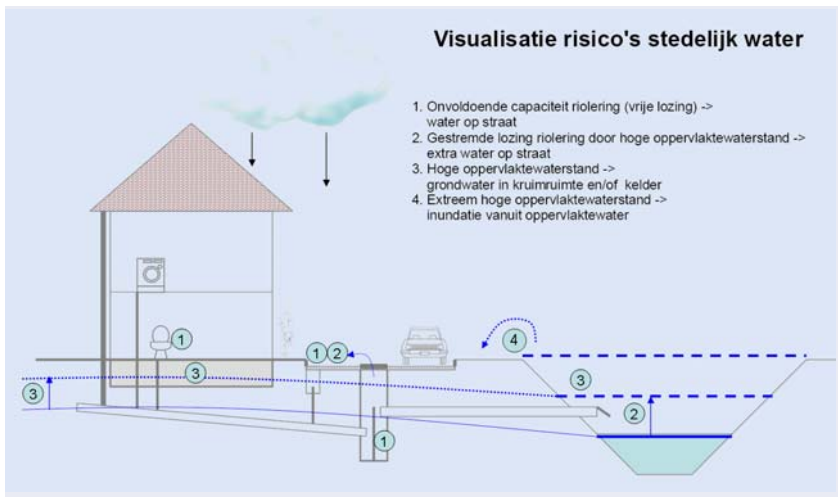 Visualisatie risico's stedelijk water
1. Onvoldoende capaciteit riolering (vrije lozing) ->
water op straat
2. Gestremde lozing riolering door hoge oppervlaktewaterstand ->
extra water op straat
3. Hoge oppervlaktewaterstand ->
grondwater in kruimruimte en/of kelder
4. Extreem hoge oppervlaktewaterstand ->
inundatie vanuit oppervlaktewater
1
1 2
4
3
3
3
2
1